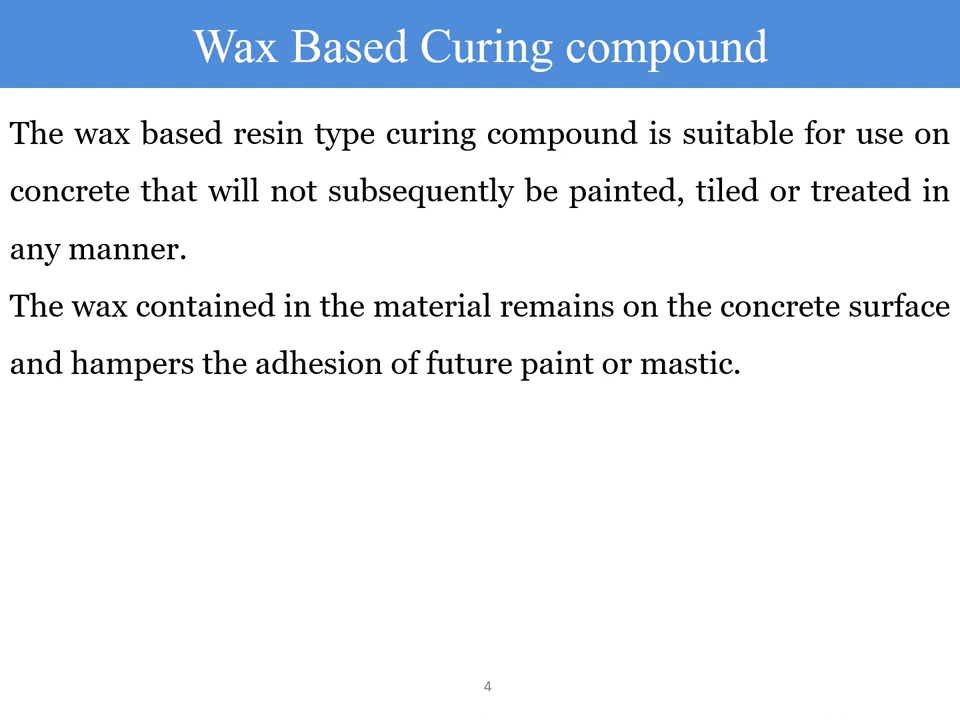 Wax Based Curing compound
The wax based resin type curing compound is suitable for use on
concrete that will not subsequently be painted, tiled or treated in
any manner.
The wax contained in the material remains on the concrete surface
and hampers the adhesion of future paint or mastic.
4